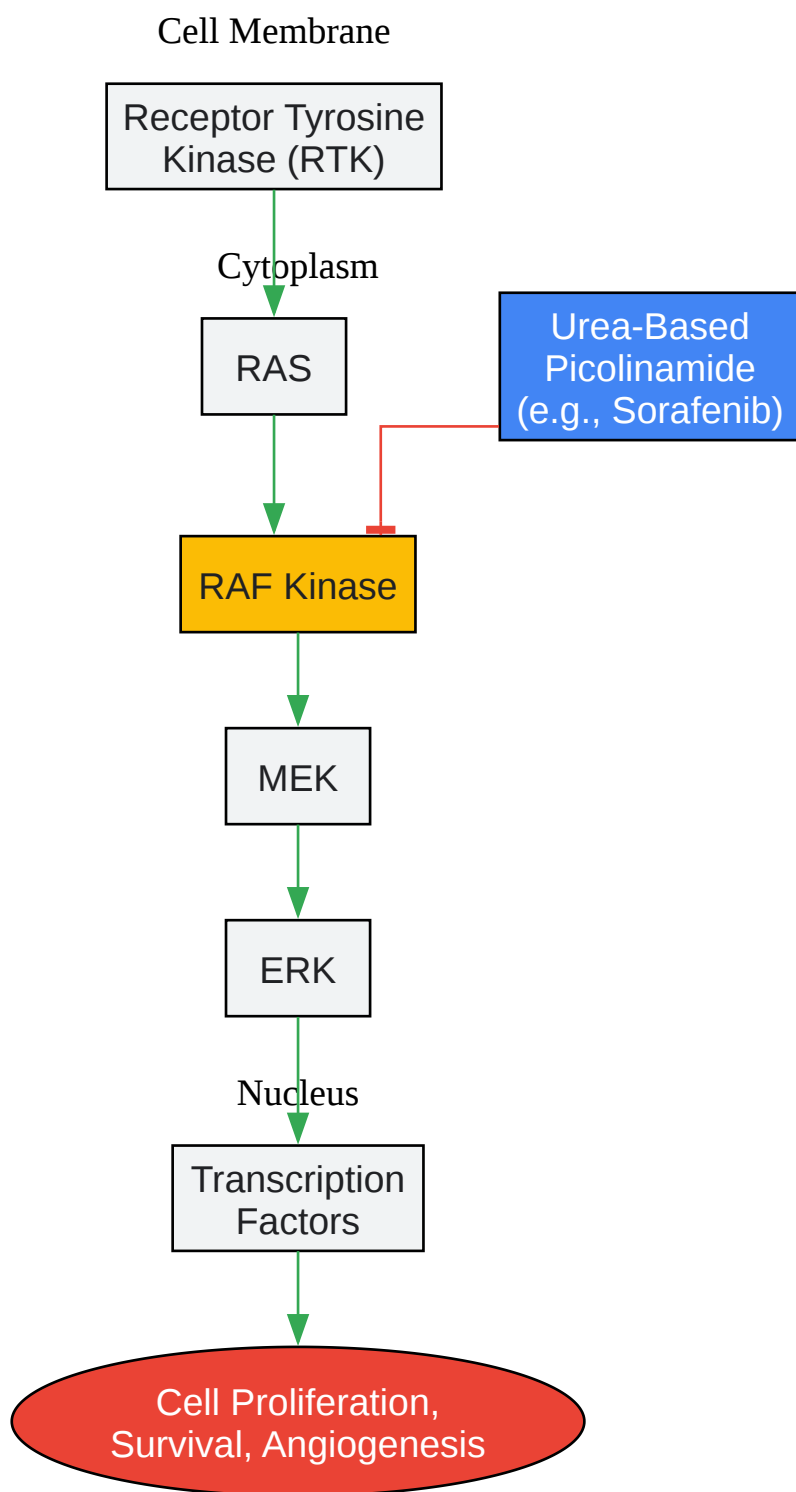 Cell Membrane
Receptor Tyrosine
Kinase (RTK)
Cytoplasm
RAS
Urea-Based
Picolinamide
(e.g., Sorafenib)
RAF Kinase
MEK
ERK
Nucleus
Transcription
Factors
Cell Proliferation,
Survival, Angiogenesis